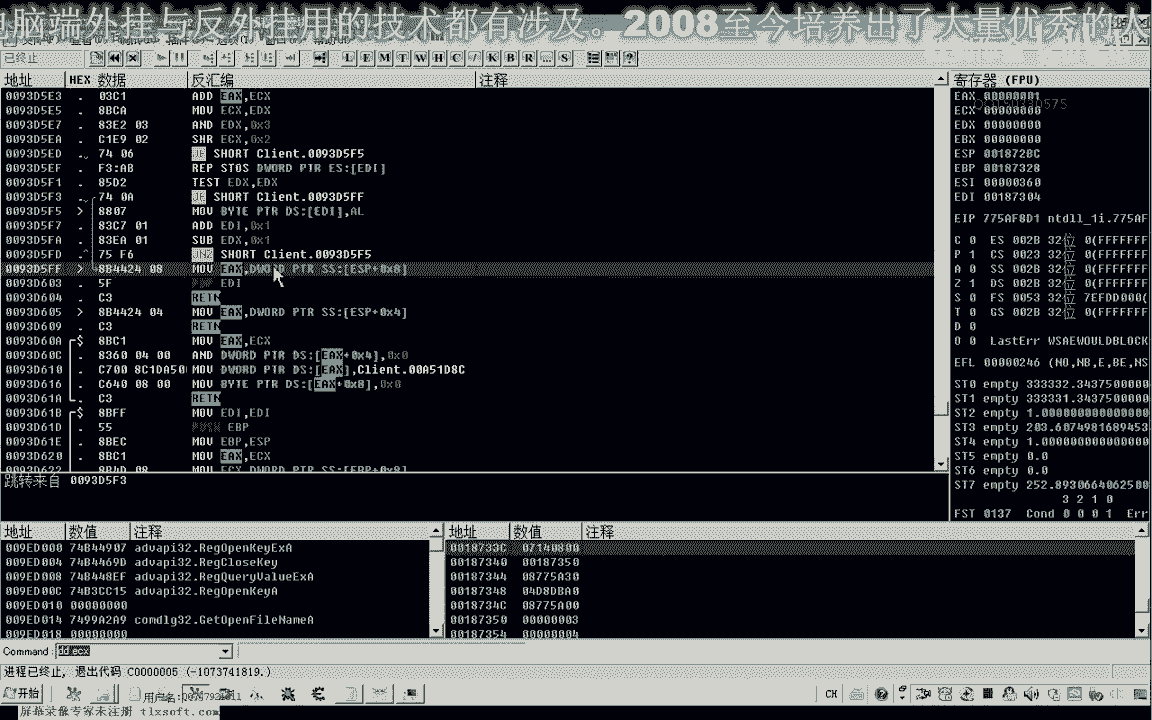 脑端外挂与反外挂用的技术都有涉及。2008至今培养出了大量优委的人
已终止 L E M T W H C / K B R ... S
地址 HEX 数据 反汇编 注释
0093D5E3 . 03C1 ADD EAX,ECX
0093D5E5 . 8BCA MOV ECX,EDX
0093D5E7 . 83E2 03 AND EDX,0x3
0093D5EA . C1E9 02 SHR ECX,0x2
0093D5ED . 74 06 JE SHORT Client.0093D5F5
0093D5EF . F3:AB REP STOS DWORD PTR ES:[EDI]
0093D5F1 . 85D2 TEST EDX,EDX
0093D5F3 . 74 0A JE SHORT Client.0093D5FF
0093D5F5 > 8807 MOV BYTE PTR DS:[EDI],AL
0093D5F7 . 83C7 01 ADD EDI,0x1
0093D5FA . 83EA 01 SUB EDX,0x1
0093D5FD . 75 F6 JNZ SHORT Client.0093D5F5
0093D5FF > 8B4424 08 MOV EAX,DWORD PTR SS:[ESP+0x8]
0093D603 . 5F POP EDI
0093D604 . C3 RETN
0093D605 > 8B4424 04 MOV EAX,DWORD PTR SS:[ESP+0x4]
0093D609 . C3 RETN
0093D60A $ 8BC1 MOV EAX,ECX
0093D60C . 8360 04 00 AND DWORD PTR DS:[EAX+0x4],0x0
0093D610 . C700 8C1DA50 MOV DWORD PTR DS:[EAX],Client.00A51D8C
0093D616 . C640 08 00 MOV BYTE PTR DS:[EAX+0x8],0x0
0093D61A . C3 RETN
0093D61B $ 8BFF MOV EDI,EDI
0093D61D . 55 PUSH EBP
0093D61E . 8BEC MOV EBP,ESP
0093D620 . 8BC1 MOV EAX,ECX
0093D622 . 8B4D 08 MOV ECX,DWORD PTR SS:[EBP+0x8]
跳转来自 0093D5F3
寄存器 (FPU)
EAX 00000001
ECX 00000000
EDX 00000000
EBX 00000000
ESP 001872BC
EBP 00187328
ESI 00000360
EDI 00187304
EIP 775AF8D1 ntdll_1i.775AF
C 0 ES 002B 32位 0(FFFFFFF
P 1 CS 0023 32位 0(FFFFFFF
A 0 SS 002B 32位 0(FFFFFFF
Z 1 DS 002B 32位 0(FFFFFFF
S 0 FS 0053 32位 7EFDD000(
T 0 GS 002B 32位 0(FFFFFFF
D 0
O 0 LastErr WSAEWOULDBLOCK
EFL 00000246 (NO,NB,E,BE,NS
ST0 empty 333332.3437500000
ST1 empty 333331.3437500000
ST2 empty 1.000000000000000
ST3 empty 203.6074981689453
ST4 empty 1.000000000000000
ST5 empty 0.0
ST6 empty 0.0
ST7 empty 252.8930664062500
3 2 1 0
FST 0137 Cond 0 0 0 1 Err
地址 数值 注释
009ED000 74B44907 advapi32.RegOpenKeyExA
009ED004 74B4469D advapi32.RegCloseKey
009ED008 74B448EF advapi32.RegQueryValueExA
009ED00C 74B3CC15 advapi32.RegOpenKeyA
009ED010 00000000
009ED014 7499A2A9 comdlg32.GetOpenFileNameA
009ED018 00000000
地址 数值 注释
0018733C 07140800
00187340 00187350
00187344 08775A30
00187348 04D8DBA0
0018734C 08775A00
00187350 00000003
00187354 00000004
Command: dd ecx
进程已终止, 退出代码 C0000005 (-1073741819.)
开始 用户名: CH
屏幕录像专家未注册 tlxsoft.com